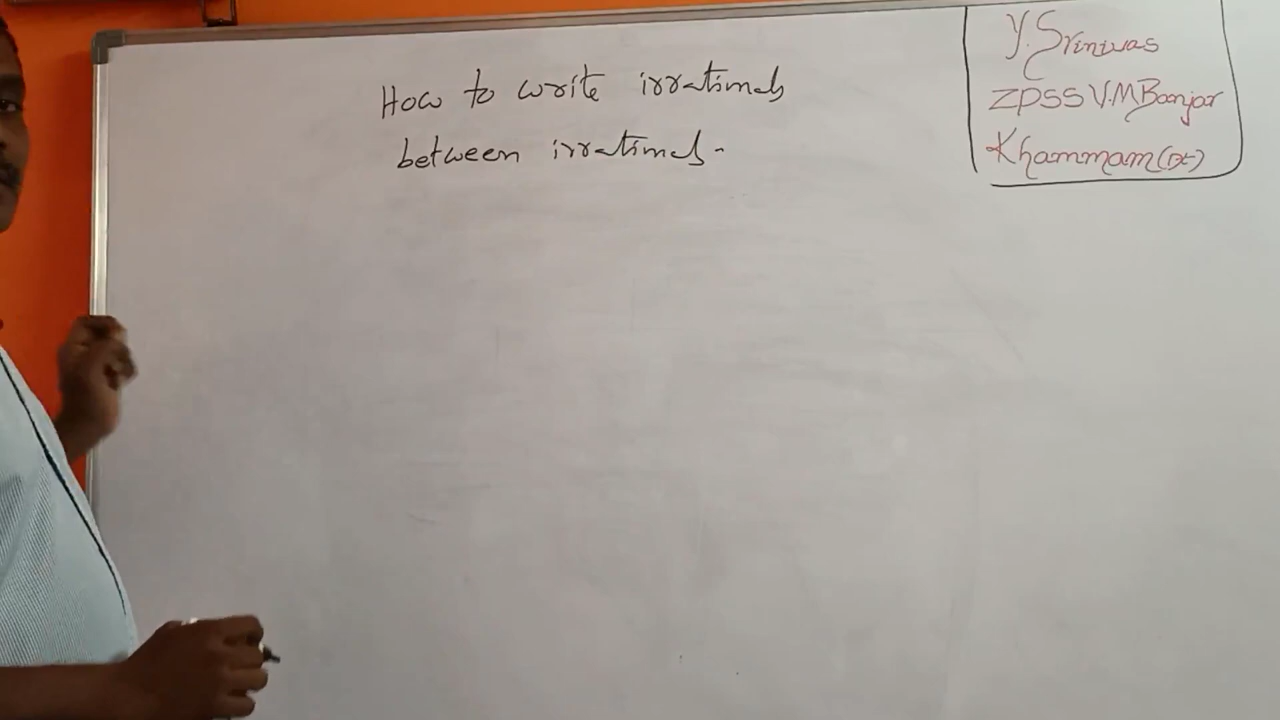 How to write irrationals
between irrationals.
Y. Srinivas
ZPSS V.M Banjar
Khammam (Dt)